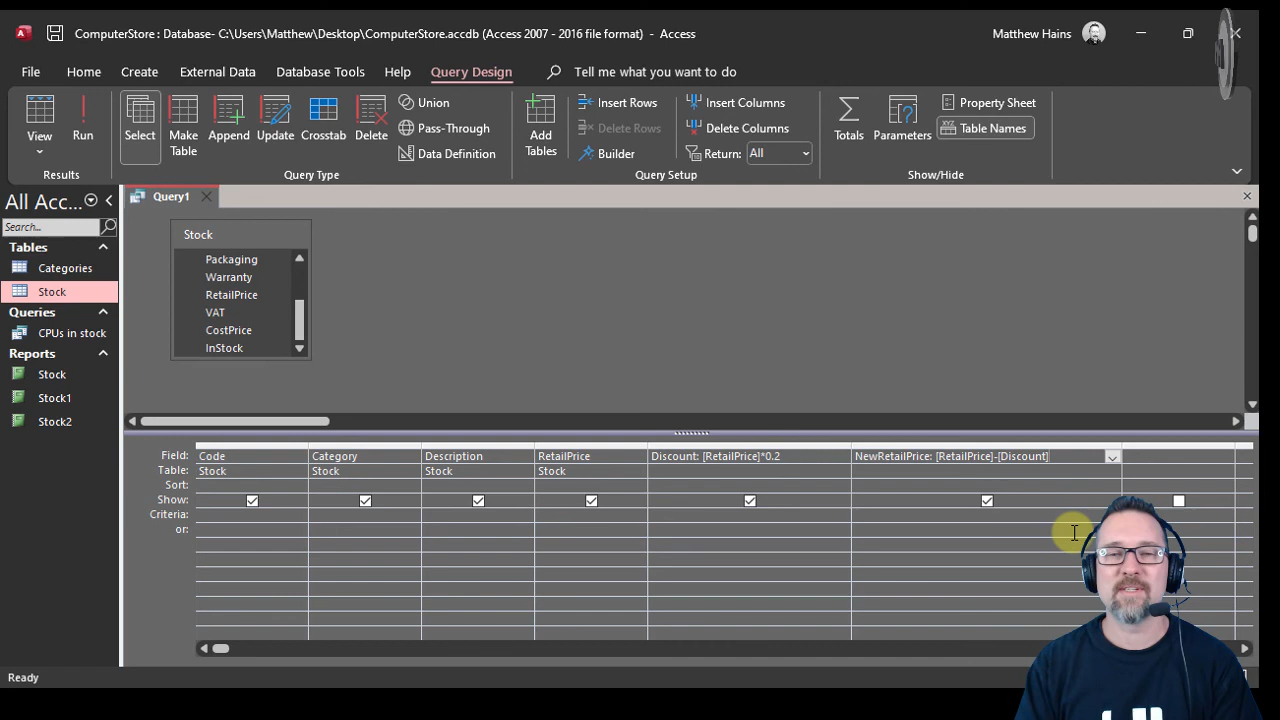 ComputerStore : Database- C:\Users\Matthew\Desktop\ComputerStore.accdb (Access 2007 - 2016 file format) - Access
Matthew Hains
File Home Create External Data Database Tools Help Query Design Tell me what you want to do
View
Run
Results
Select
Make Table
Append
Update
Crosstab
Delete
Union
Pass-Through
Data Definition
Query Type
Add Tables
Insert Rows
Delete Rows
Builder
Insert Columns
Delete Columns
Return: All
Query Setup
Totals
Parameters
Property Sheet
Table Names
Show/Hide
All Acc...
Search...
Tables
Categories
Stock
Queries
CPUs in stock
Reports
Stock
Stock1
Stock2
Query1
Stock
Packaging
Warranty
RetailPrice
VAT
CostPrice
InStock
Field: Code Category Description RetailPrice Discount: [RetailPrice]*0.2 NewRetailPrice: [RetailPrice]-[Discount]
Table: Stock Stock Stock Stock
Sort:
Show:
Criteria:
or:
Ready